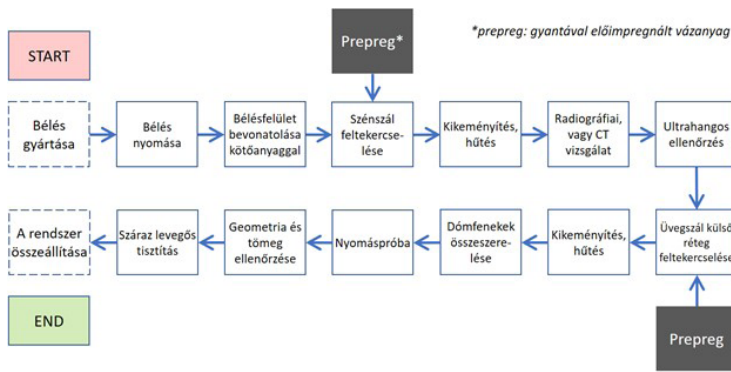 *prepreg: gyantával előimpregnált vázanyag
Prepreg*
START
Bélés
gyártása
Bélés
nyomása
Bélésfelület
bevonatolása
kötőanyaggal
Szénszál
feltekercse-
lése
Kikeményítés,
hűtés
Radiográfiai,
vagy CT
vizsgálat
Ultrahangos
ellenőrzés
A rendszer
összeállítása
Száraz levegős
tisztítás
Geometria és
tömeg
ellenőrzése
Nyomáspróba
Dómfenekek
összeszere-
lése
Kikeményítés,
hűtés
Üvegszál külső
réteg
feltekercselése
END
Prepreg